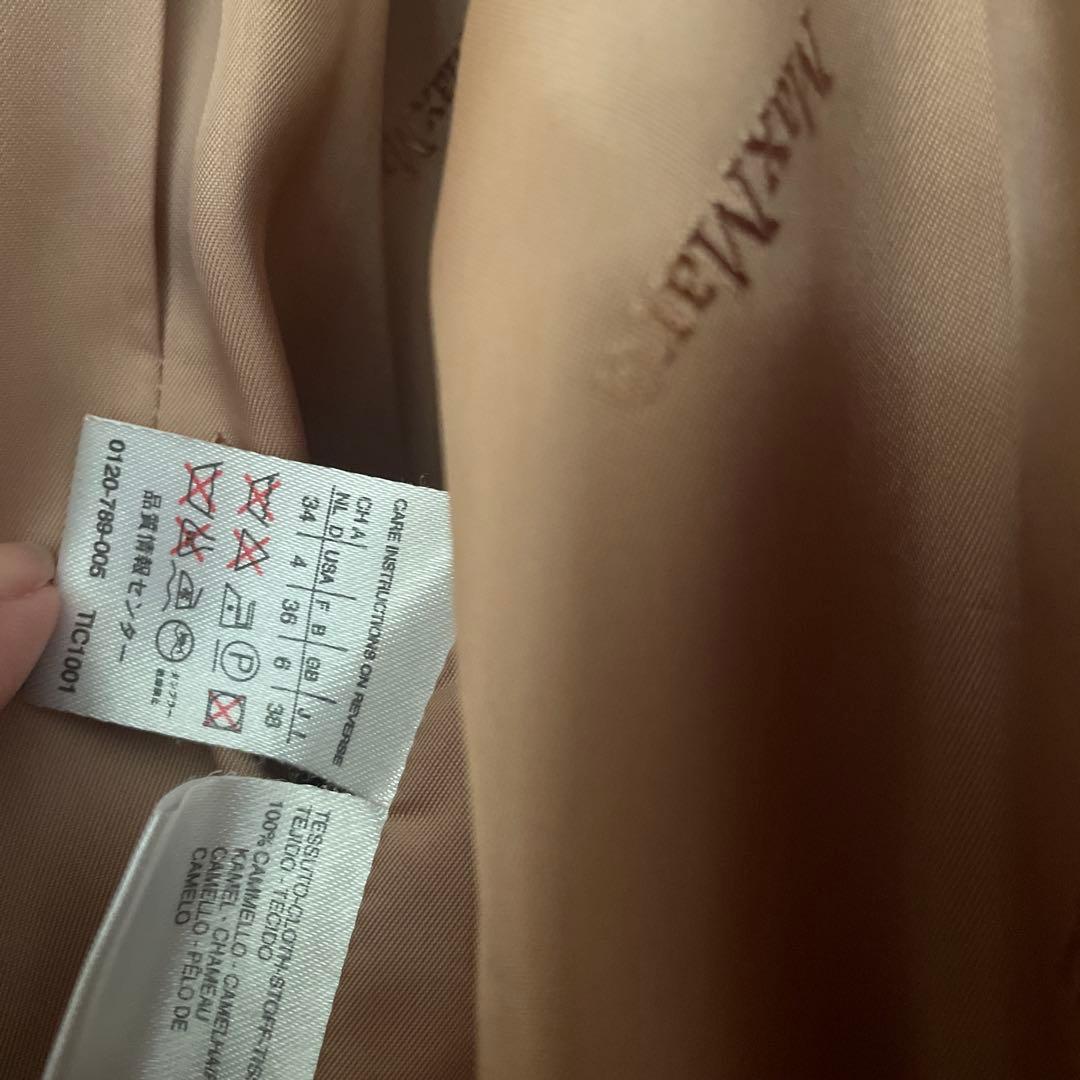 MaxMara
CARE INSTRUCTIONS ON REVERSE
CH A
NL D USA F B GB I J
34 4 36 6 38
P
品質情報センター
0120-789-005 TIC1001
TESSUTO-CLOTH-STOFF-TIS
TEJIDO - TECIDO
100% CAMMELLO - CAMELHAIR
KAMEL - CHAMEAU
CAMELLO - PÊLO DE
CAMELO